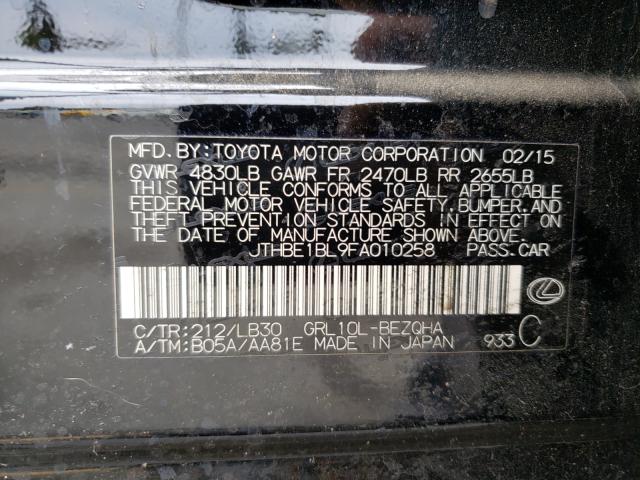 MFD.BY:TOYOTA MOTOR CORPORATION 02/15
GVWR 4830LB GAWR FR 2470LB RR 2655LB
THIS VEHICLE CONFORMS TO ALL APPLICABLE
FEDERAL MOTOR VEHICLE SAFETY,BUMPER,AND
THEFT PREVENTION STANDARDS IN EFFECT ON
THE DATE OF MANUFACTURE SHOWN ABOVE.
JTHBE1BL9FA010258 PASS.CAR
C/TR:212/LB30 GRL10L-BEZQHA
A/TM:B05A/AA81E MADE IN JAPAN 933 C